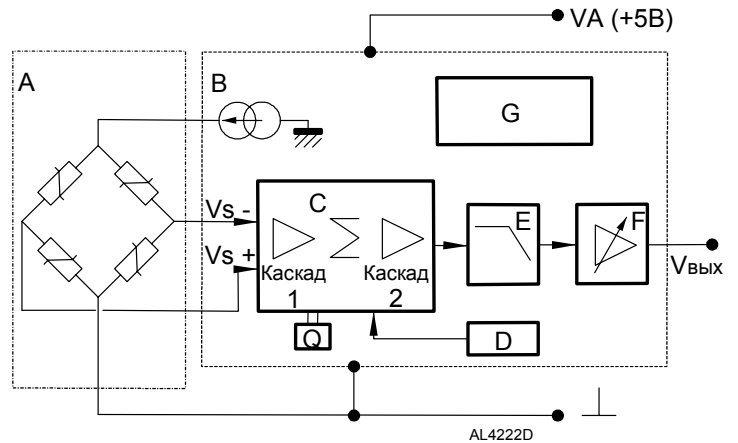 VA (+5В)
A
B
G
Vs -
C
E
F
Vs +
Каскад
Каскад
Vвых
1
2
Q
D
AL4222D